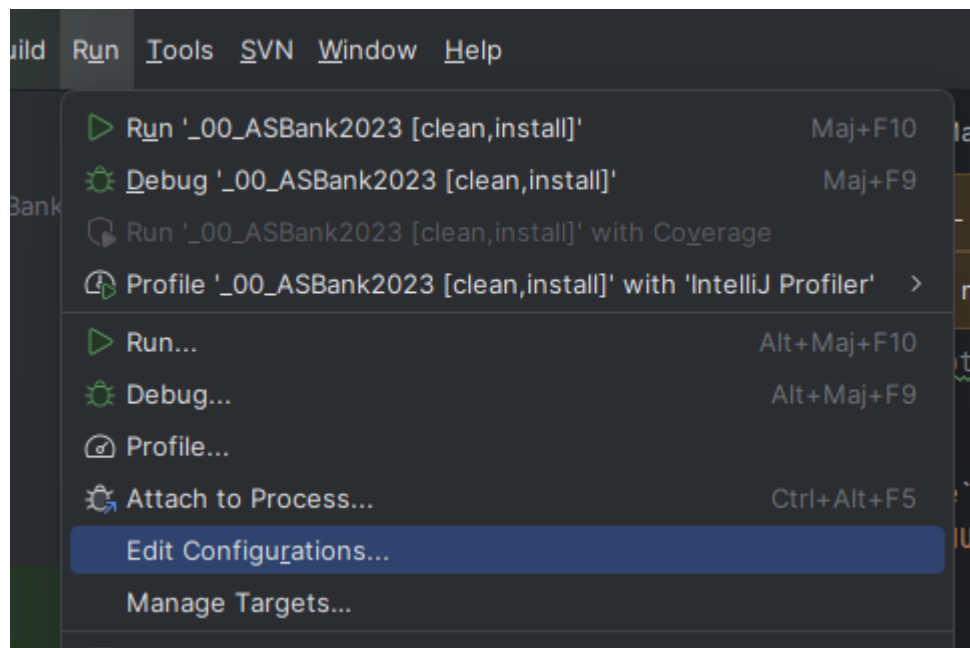 Run Tools SVN Window Help
Run '_00_ASBank2023 [clean,install]' Maj+F10
Debug '_00_ASBank2023 [clean,install]' Maj+F9
Bank
Run '_00_ASBank2023 [clean,install]' with Coverage
Profile '_00_ASBank2023 [clean,install]' with 'IntelliJ Profiler' >
Run... Alt+Maj+F10
Debug... Alt+Maj+F9
Profile...
Attach to Process... Ctrl+Alt+F5
Edit Configurations...
Manage Targets...